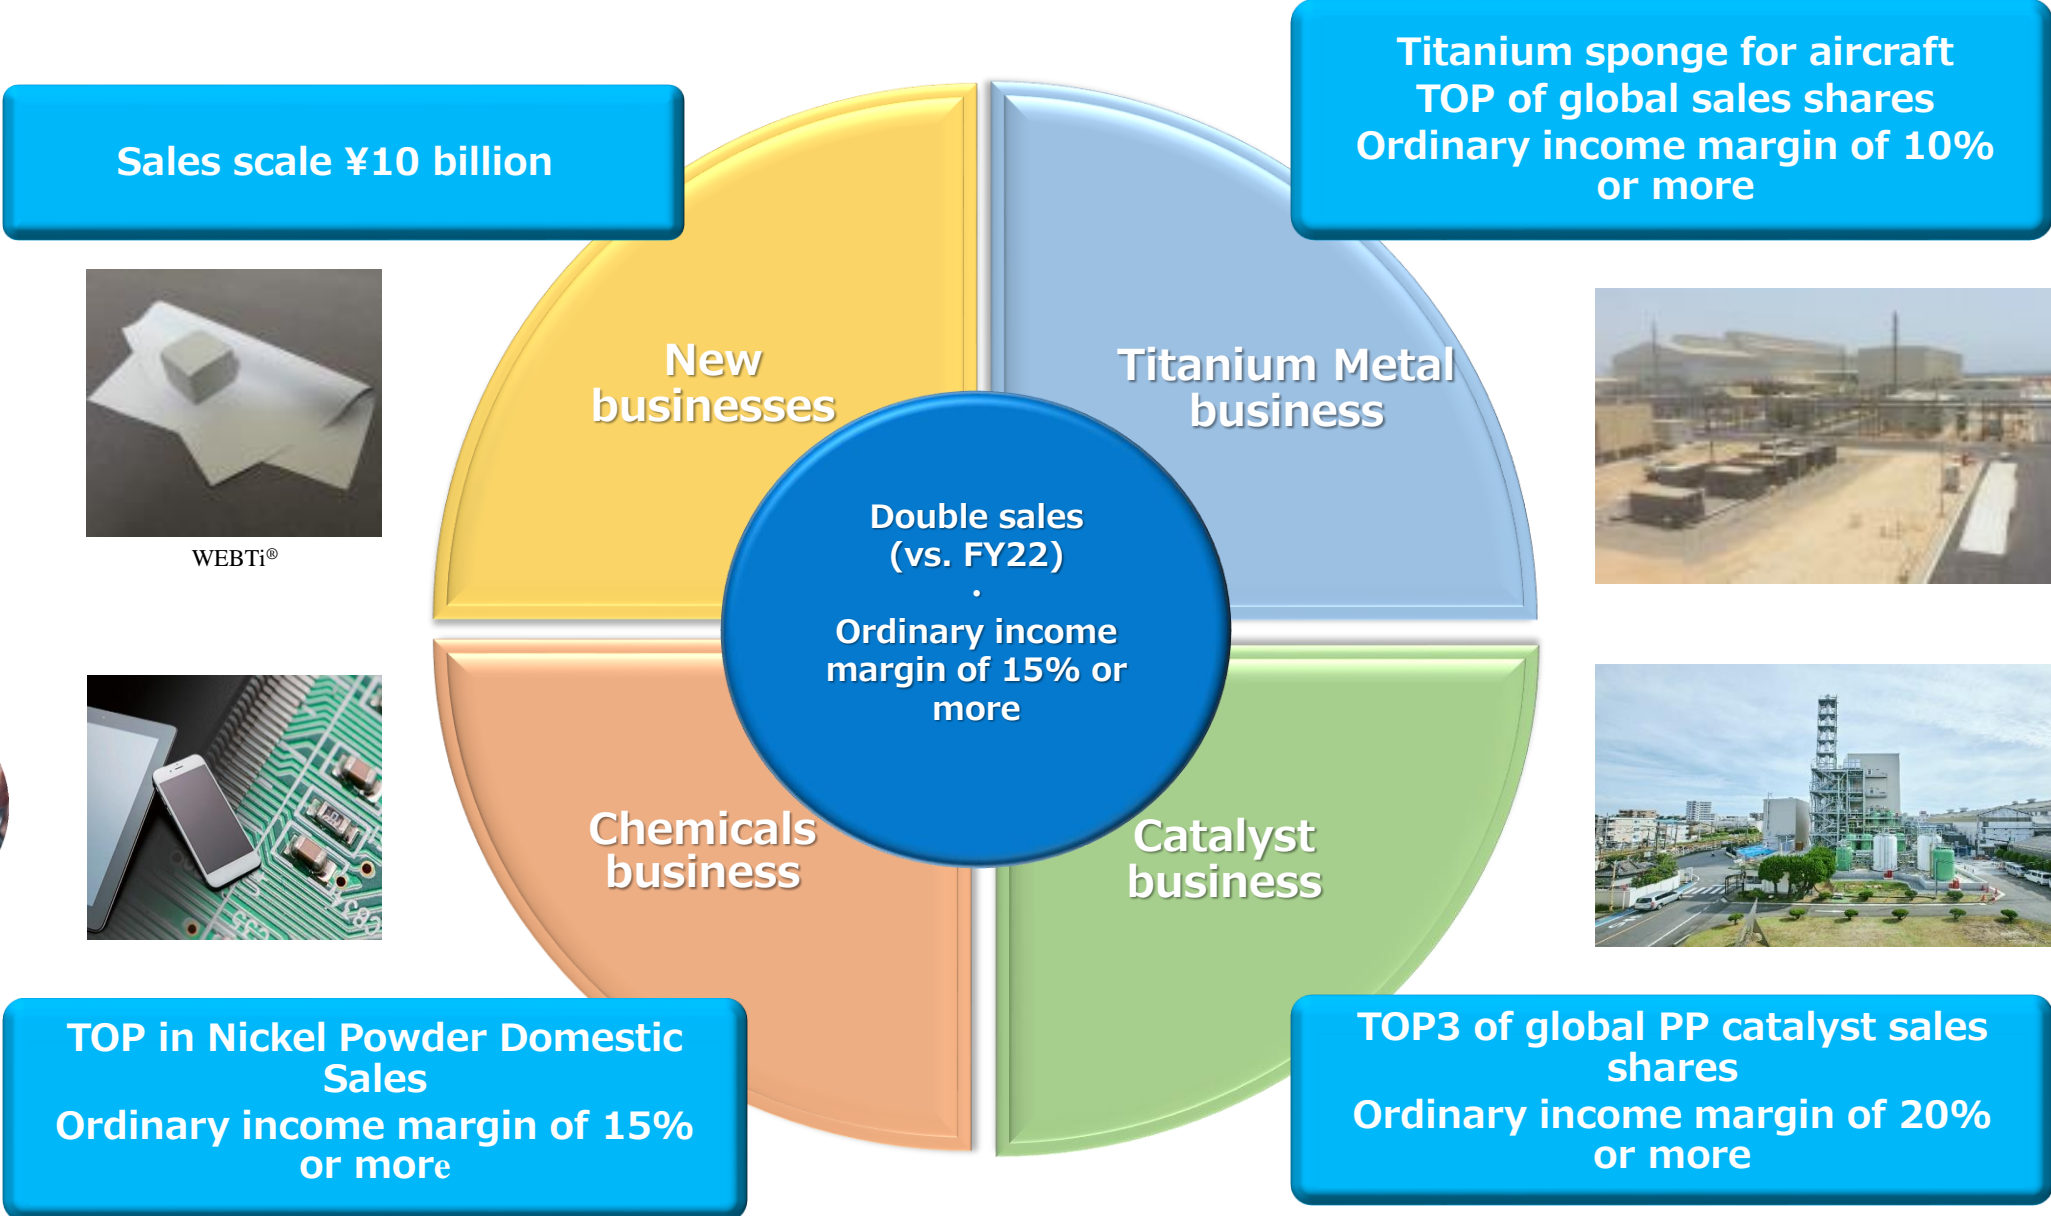 Sales scale ¥10 billion
Titanium sponge for aircraft
TOP of global sales shares
Ordinary income margin of 10%
or more
New
businesses
Titanium Metal
business
WEBTi®
Double sales
(vs. FY22)
・
Ordinary income
margin of 15% or
more
Chemicals
business
Catalyst
business
TOP in Nickel Powder Domestic
Sales
Ordinary income margin of 15%
or more
TOP3 of global PP catalyst sales
shares
Ordinary income margin of 20%
or more